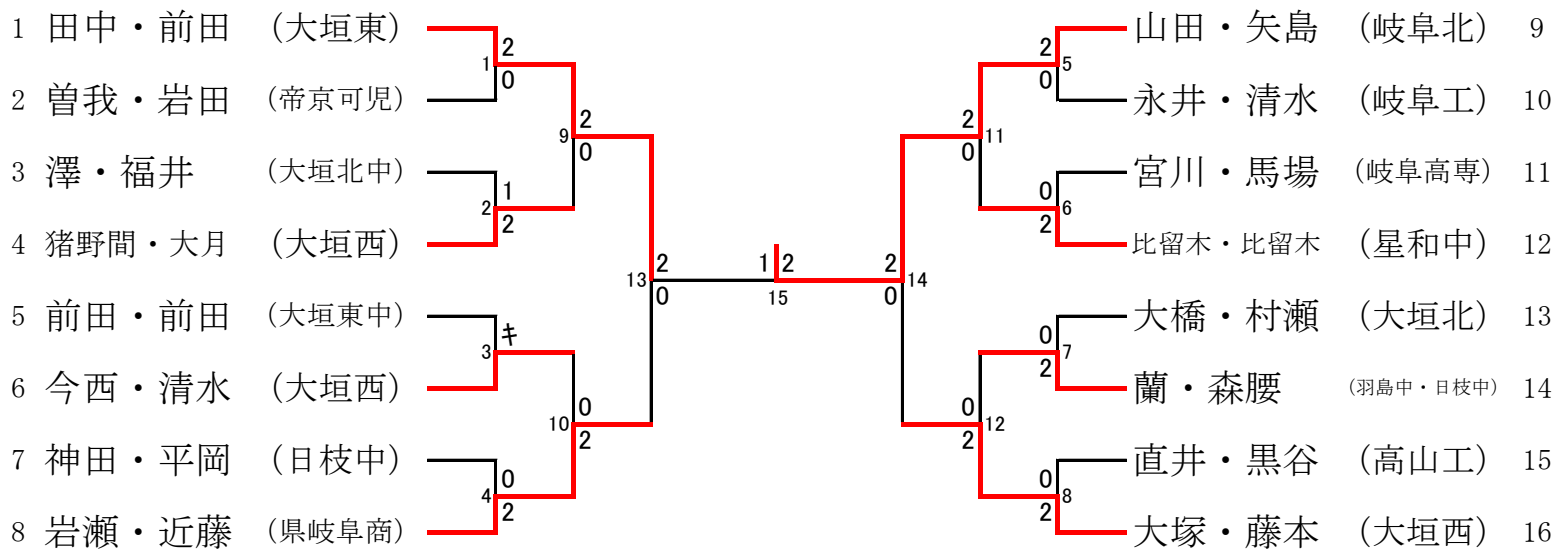 1 田中・前田 (大垣東)
2 曽我・岩田 (帝京可児)
3 澤・福井 (大垣北中)
4 猪野間・大月 (大垣西)
5 前田・前田 (大垣東中)
6 今西・清水 (大垣西)
7 神田・平岡 (日枝中)
8 岩瀬・近藤 (県岐阜商)
1 2 0
2 1 2
3 キ
4 0 2
9 2 0
10 0 2
13 2 0
1 2
15
2 0 14
2 0 11
0 2 12
2 0 5
0 2 6
0 2 7
0 2 8
山田・矢島 (岐阜北) 9
永井・清水 (岐阜工) 10
宮川・馬場 (岐阜高専) 11
比留木・比留木 (星和中) 12
大橋・村瀬 (大垣北) 13
蘭・森腰 (羽島中・日枝中) 14
直井・黒谷 (高山工) 15
大塚・藤本 (大垣西) 16